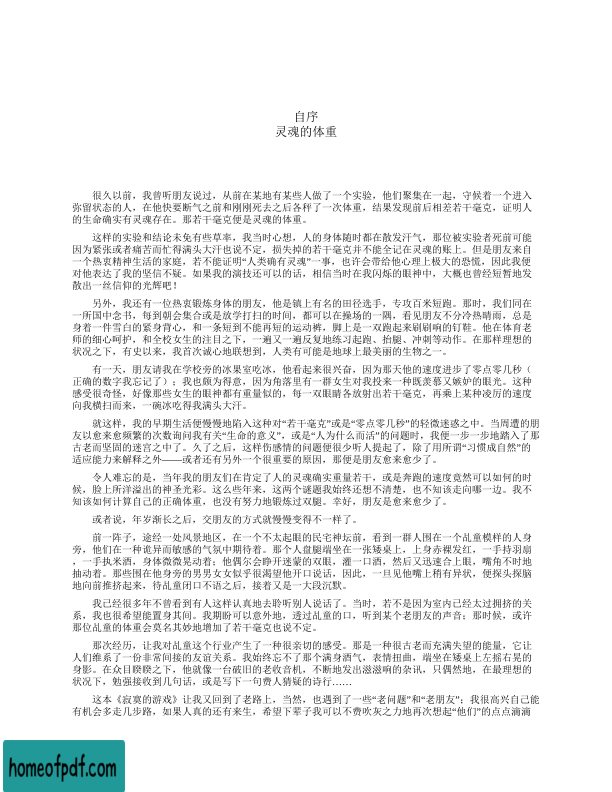 自序
灵魂的体重
很久以前，我曾听朋友说过，从前在某地有某些人做了一个实验，他们聚集在一起，守候着一个进入
弥留状态的人，在他快要断气之前和刚刚死去之后各秤了一次体重，结果发现前后相差若干毫克，证明人
的生命确实有灵魂存在。那若干毫克便是灵魂的体重。
这样的实验和结论未免有些草率，我当时心想，人的身体随时都在散发汗气，那位被实验者死前可能
因为紧张或者痛苦而忙得满头大汗也说不定，损失掉的若干毫克并不能全记在灵魂的账上。但是朋友来自
一个热衷精神生活的家庭，若不能证明“人类确有灵魂”一事，也许会带给他心理上极大的恐慌，因此我便
对他表达了我的坚信不疑。如果我的演技还可以的话，相信当时在我闪烁的眼神中，大概也曾经短暂地发
散出一丝信仰的光辉吧！
另外，我还有一位热衷锻炼身体的朋友，他是镇上有名的田径选手，专攻百米短跑。那时，我们同在
一所国中念书，每到朝会集合或是放学打扫的时间，都可以在操场的一隅，看见朋友不分冷热晴雨，总是
身着一件雪白的紧身背心，和一条短到不能再短的运动裤，脚上是一双跑起来刷刷响的钉鞋。他在体育老
师的细心呵护，和全校女生的注目之下，一遍又一遍反复地练习起跑、抬腿、冲刺等动作。在那样理想的
状况之下，有史以来，我首次诚心地联想到，人类有可能是地球上最美丽的生物之一。
有一天，朋友请我在学校旁的冰果室吃冰，他看起来很兴奋，因为那天他的速度进步了零点零几秒（
正确的数字我忘记了）；我也颇为得意，因为角落里有一群女生对我投来一种既羡慕又嫉妒的眼光。这种
感受很奇怪，好像那些女生的眼神都有重量似的，每一双眼睛各放射出若干毫克，再乘上某种凌厉的速度
向我横扫而来，一碗冰吃得我满头大汗。
就这样，我的早期生活便慢慢地陷入这种对“若干毫克”或是“零点零几秒”的轻微迷惑之中。当周遭的朋
友以愈来愈频繁的次数询问我有关“生命的意义”，或是“人为什么而活”的问题时，我便一步一步地踏入了那
古老而坚固的迷宫之中了。久了之后，这样伤感情的问题便很少听人提起了，除了用所谓“习惯成自然”的
适应能力来解释之外——或者还有另外一个很重要的原因，那便是朋友愈来愈少了。
令人难忘的是，当年我的朋友们在肯定了人的灵魂确实重量若干，或是奔跑的速度竟然可以如何的时
候，脸上所洋溢出的神圣光彩。这么些年来，这两个谜题我始终还想不清楚，也不知该走向哪一边。我不
知该如何计算自己的正确体重，也没有努力地锻炼过双腿。幸好，朋友是愈来愈少了。
或者说，年岁渐长之后，交朋友的方式就慢慢变得不一样了。
前一阵子，途经一处风景地区，在一个不太起眼的民宅神坛前，看到一群人围在一个乩童模样的人身
旁，他们在一种诡异而敏感的气氛中期待着。那个人盘腿端坐在一张矮桌上，上身赤裸发红，一手持羽扇
，一手执米酒，身体微微晃动着；他偶尔会睁开迷蒙的双眼，灌一口酒，然后又迅速合上眼，嘴角不时地
抽动着。那些围在他身旁的男男女女似乎很渴望他开口说话，因此，一旦见他嘴上稍有异状，便探头探脑
地向前推挤起来，待乩童闭口不语之后，接着又是一大段沉默。
我已经很多年不曾看到有人这样认真地去聆听别人说话了。当时，若不是因为室内已经太过拥挤的关
系，我也很希望能置身其间。我期盼可以意外地，透过乩童的口，听到某个老朋友的声音；那时候，或许
那位乩童的体重会莫名其妙地增加了若干毫克也说不定。
那次经历，让我对乩童这个行业产生了一种很亲切的感受。那是一种很古老而充满失望的能量，它让
人们维系了一份非常间接的友谊关系。我始终忘不了那个满身酒气，表情扭曲，端坐在矮桌上左摇右晃的
身影。在众目睽睽之下，他就像一台破旧的老收音机，不断地发出滋滋响的杂讯，只偶然地，在最理想的
状况下，勉强接收到几句话，或是写下一句费人猜疑的诗行……
这本《寂寞的游戏》让我又回到了老路上，当然，也遇到了一些“老问题”和“老朋友”；我很高兴自己能
有机会多走几步路，如果人真的还有来生，希望下辈子我可以不费吹灰之力地再次想起“他们”的点点滴滴
homeofpdf.com